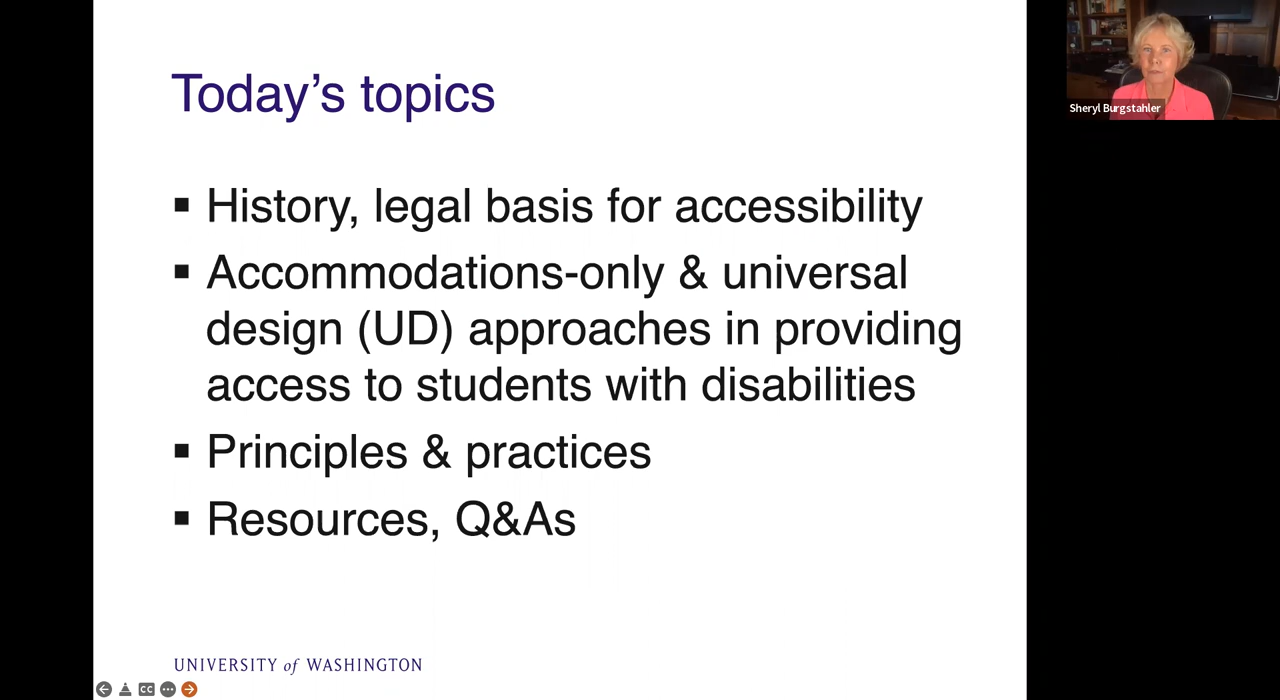 Today’s topics
▪ History, legal basis for accessibility
▪ Accommodations-only & universal
design (UD) approaches in providing
access to students with disabilities
▪ Principles & practices
▪ Resources, Q&As
UNIVERSITY of WASHINGTON
CC
Sheryl Burgstahler